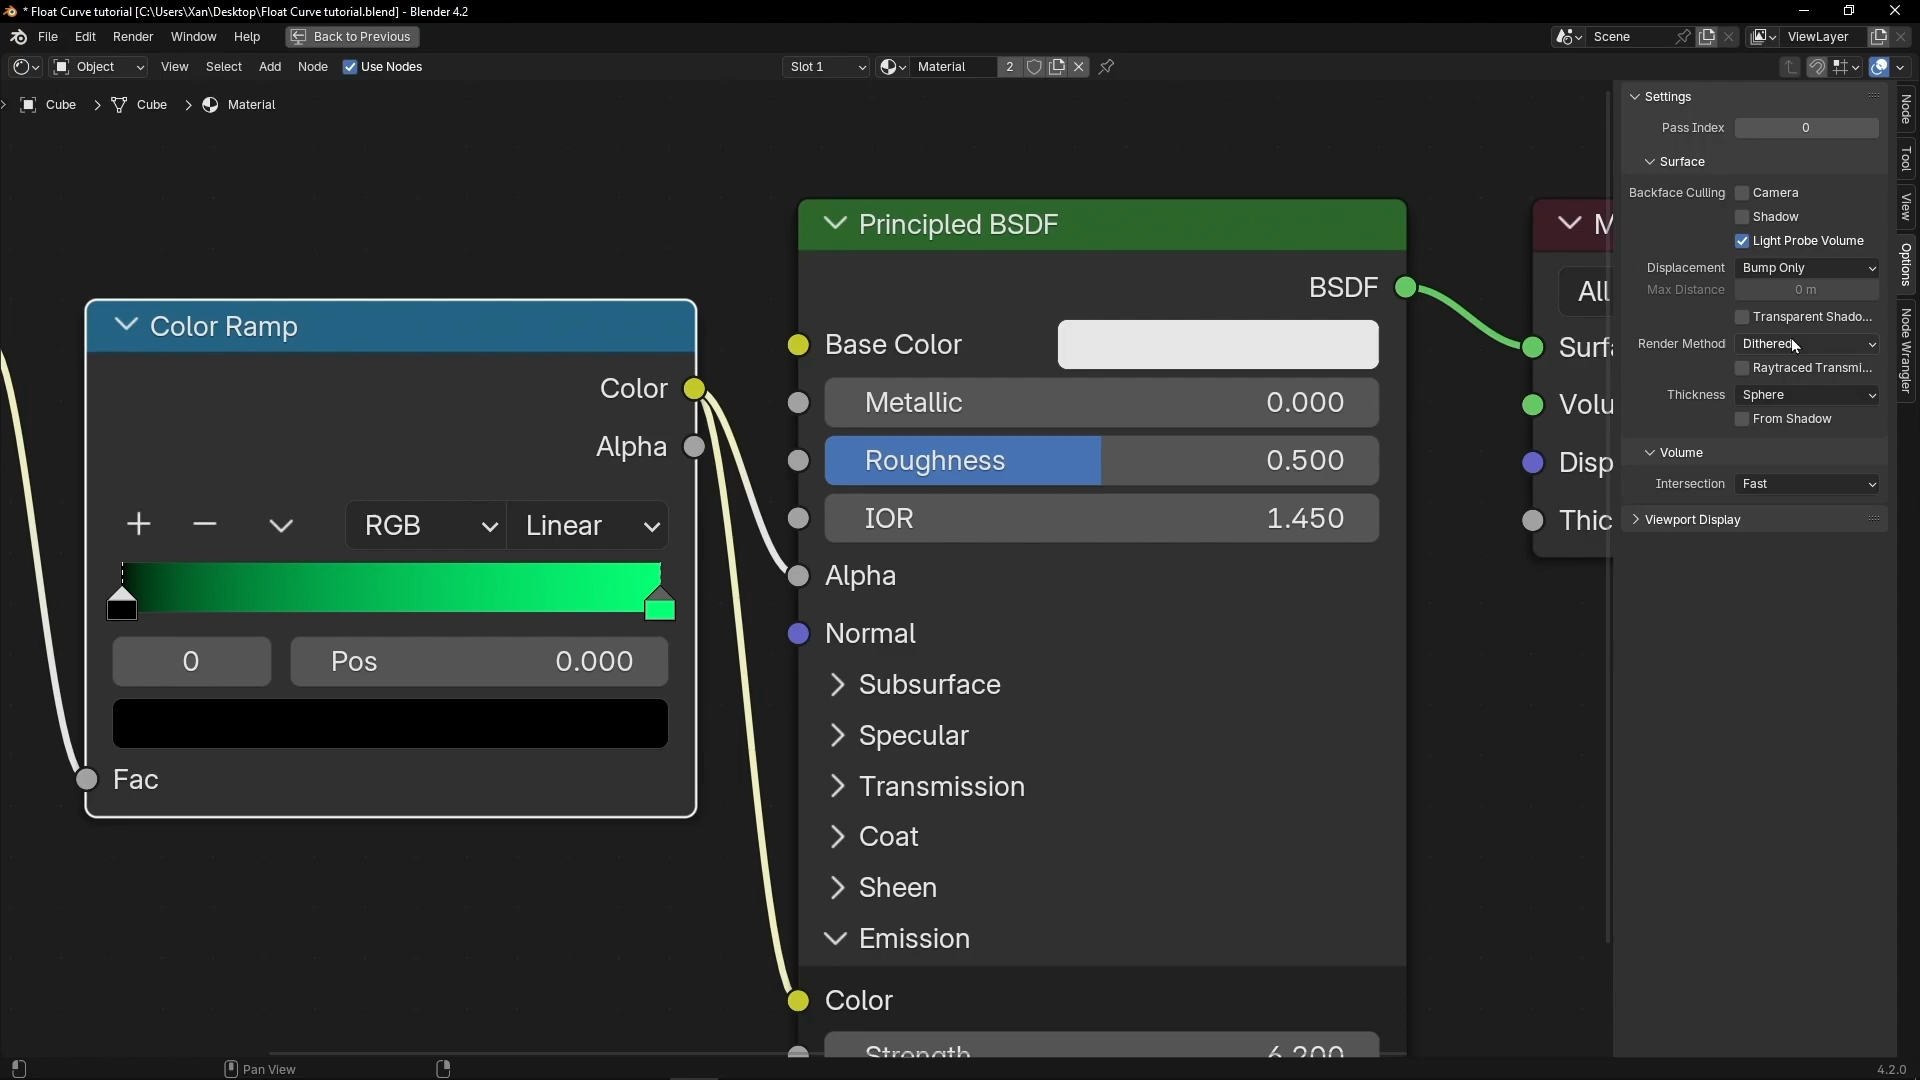 * Float Curve tutorial [C:\Users\Xan\Desktop\Float Curve tutorial.blend] - Blender 4.2
File Edit Render Window Help Back to Previous Scene ViewLayer
Object View Select Add Node Use Nodes Slot 1 Material 2
Cube > Cube > Material
Color Ramp
Color
Alpha
RGB Linear
0 Pos 0.000
Fac
Principled BSDF
BSDF
Base Color
Metallic 0.000
Roughness 0.500
IOR 1.450
Alpha
Normal
Subsurface
Specular
Transmission
Coat
Sheen
Emission
Color
Strength 6.200
M
All
Surfa
Volu
Disp
Thic
Settings
Pass Index 0
Surface
Backface Culling Camera
Shadow
Light Probe Volume
Displacement Bump Only
Max Distance 0 m
Transparent Shado...
Render Method Dithered
Raytraced Transmi...
Thickness Sphere
From Shadow
Volume
Intersection Fast
Viewport Display
Node
Tool
View
Options
Node Wrangler
Pan View
4.2.0